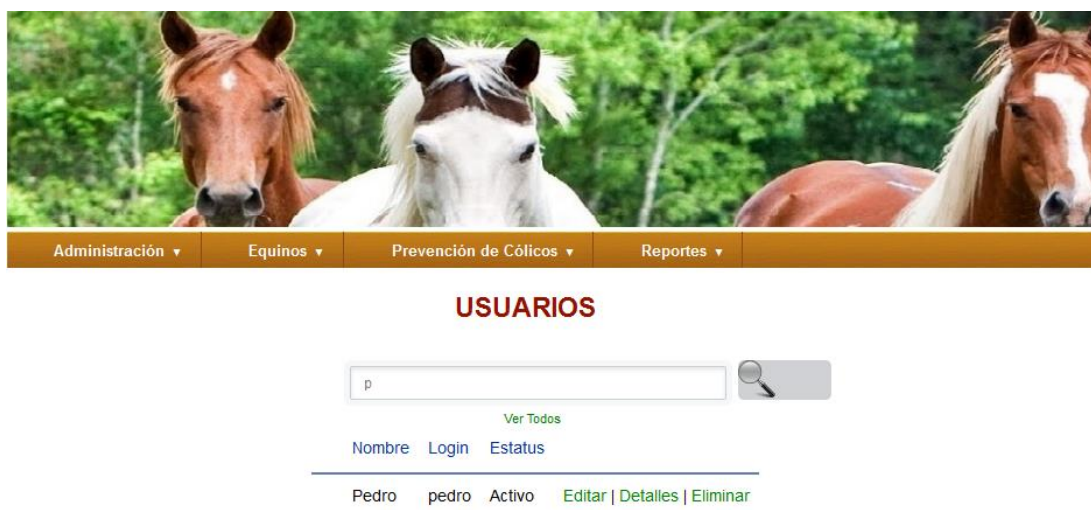 Administración ▼ Equinos ▼ Prevención de Cólicos ▼ Reportes ▼
USUARIOS
p
Ver Todos
Nombre Login Estatus
Pedro pedro Activo Editar | Detalles | Eliminar